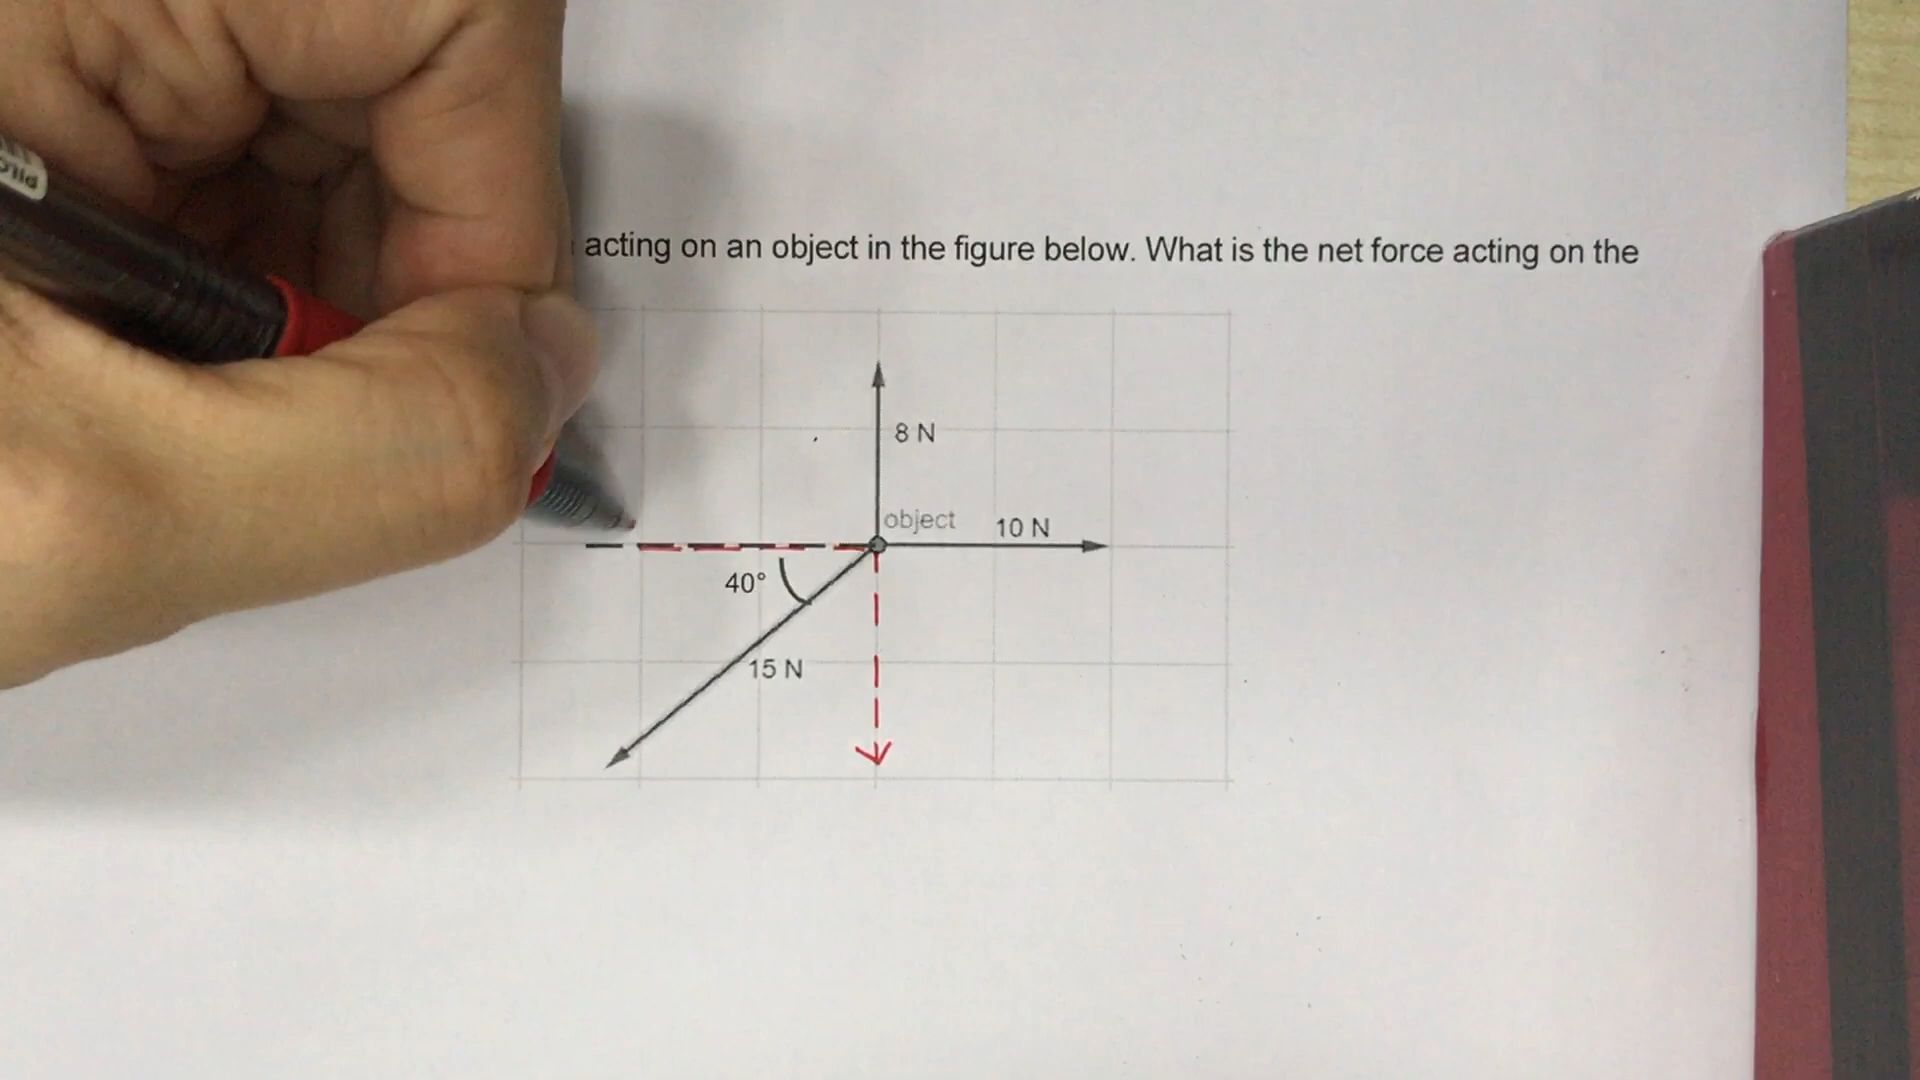 acting on an object in the figure below. What is the net force acting on the
8 N
object
10 N
40°
15 N
PILOT